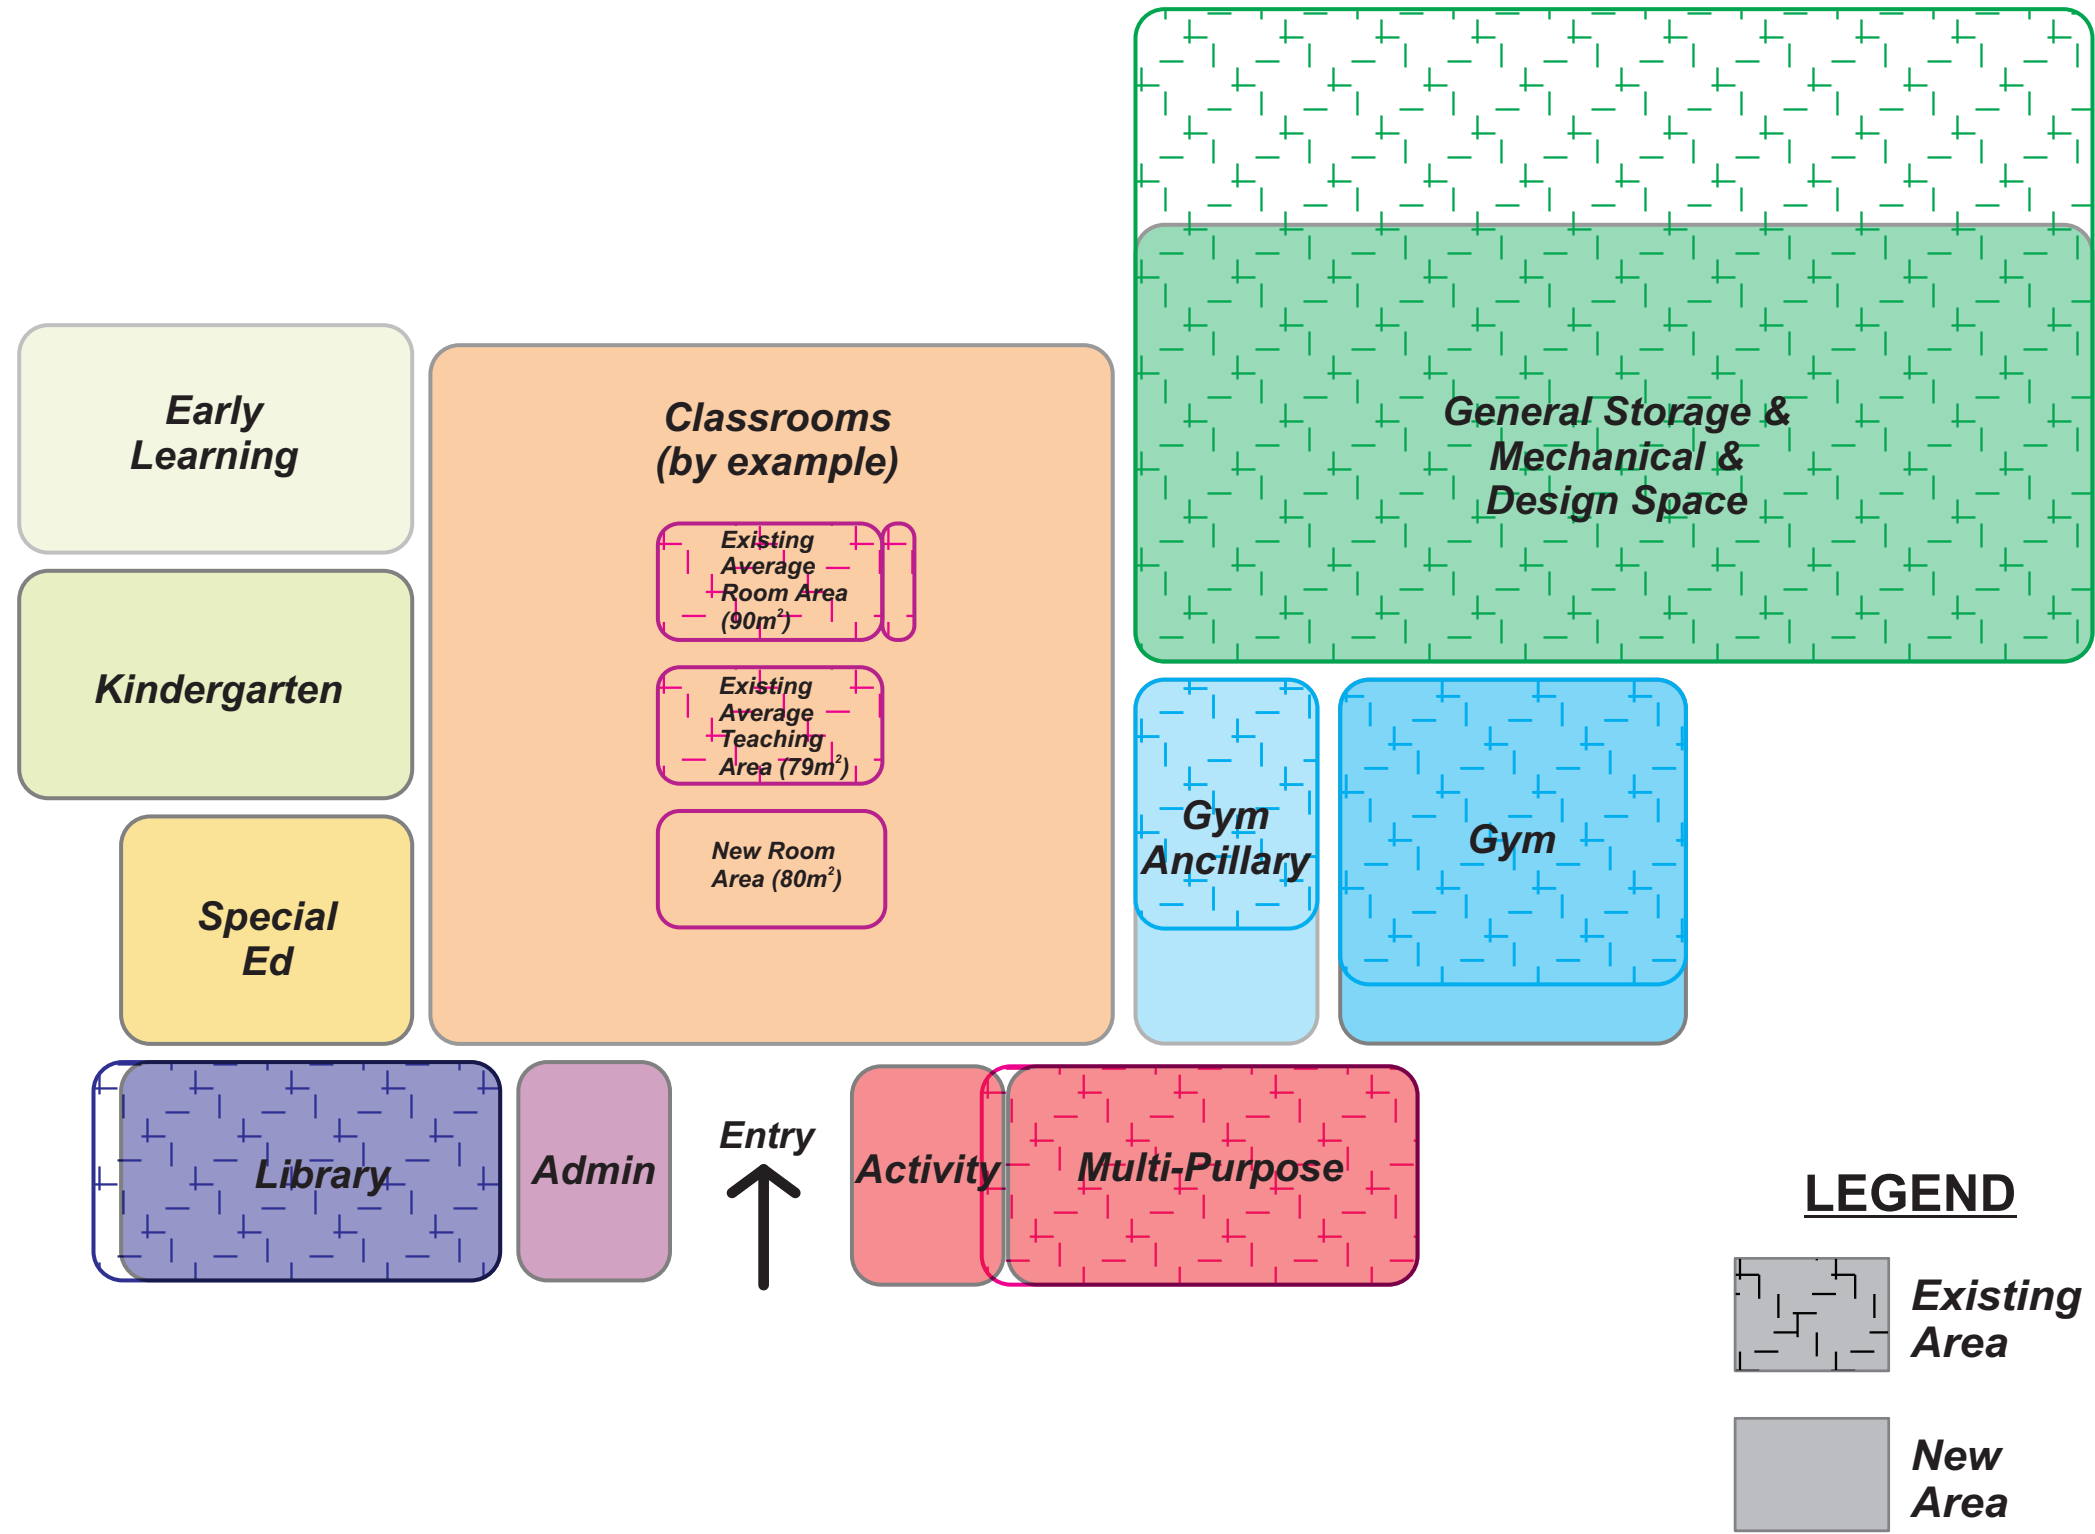 Early
Learning
Kindergarten
Special
Ed
Classrooms
(by example)
Existing
Average
Room Area
(90m²)
Existing
Average
Teaching
Area (79m²)
New Room
Area (80m²)
General Storage &
Mechanical &
Design Space
Gym
Ancillary
Gym
Library
Admin
Entry
Activity
Multi-Purpose
LEGEND
Existing
Area
New
Area